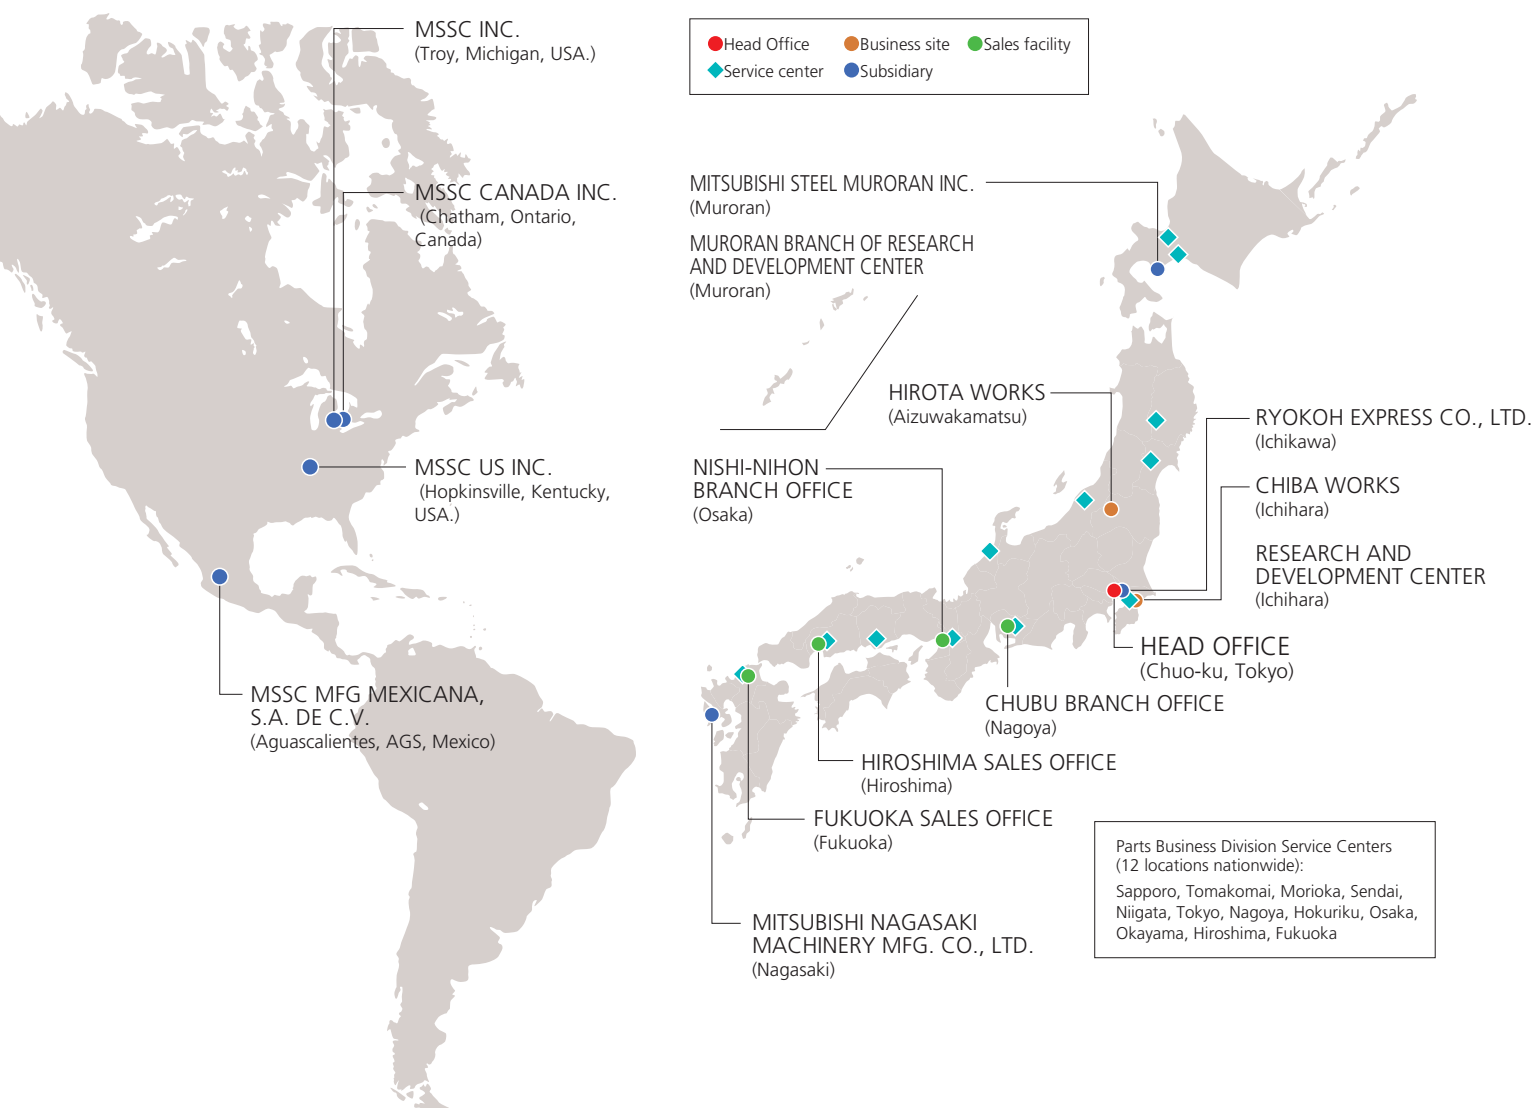 MSSC INC.
(Troy, Michigan, USA.)
MSSC CANADA INC.
(Chatham, Ontario,
Canada)
MSSC US INC.
(Hopkinsville, Kentucky,
USA.)
MSSC MFG MEXICANA,
S.A. DE C.V.
(Aguascalientes, AGS, Mexico)
Head Office
Business site
Sales facility
Service center
Subsidiary
MITSUBISHI STEEL MURORAN INC.
(Muroran)
MURORAN BRANCH OF RESEARCH
AND DEVELOPMENT CENTER
(Muroran)
HIROTA WORKS
(Aizuwakamatsu)
NISHI-NIHON
BRANCH OFFICE
(Osaka)
RYOKOH EXPRESS CO., LTD.
(Ichikawa)
CHIBA WORKS
(Ichihara)
RESEARCH AND
DEVELOPMENT CENTER
(Ichihara)
HEAD OFFICE
(Chuo-ku, Tokyo)
CHUBU BRANCH OFFICE
(Nagoya)
HIROSHIMA SALES OFFICE
(Hiroshima)
FUKUOKA SALES OFFICE
(Fukuoka)
MITSUBISHI NAGASAKI
MACHINERY MFG. CO., LTD.
(Nagasaki)
Parts Business Division Service Centers
(12 locations nationwide):
Sapporo, Tomakomai, Morioka, Sendai,
Niigata, Tokyo, Nagoya, Hokuriku, Osaka,
Okayama, Hiroshima, Fukuoka